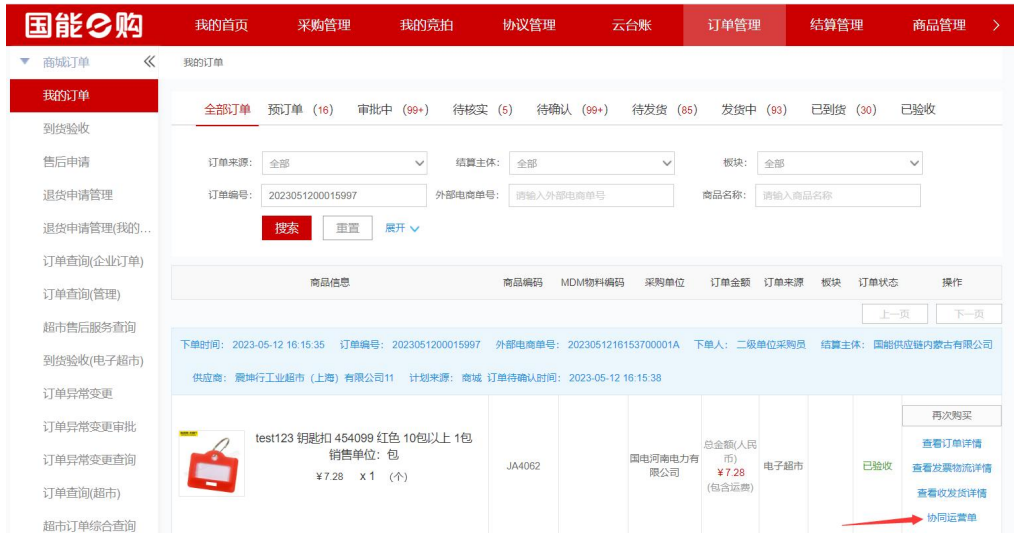 国能e购 我的首页 采购管理 我的竞拍 协议管理 云台账 订单管理 结算管理 商品管理
商城订单
我的订单
我的订单
到货验收
售后申请
退货申请管理
退货申请管理(我的...
订单查询(企业订单)
订单查询(管理)
超市售后服务查询
到货验收(电子超市)
订单异常变更
订单异常变更审批
订单异常变更查询
订单查询(超市)
超市订单综合查询
全部订单 预订单 (16) 审批中 (99+) 待核实 (5) 待确认 (99+) 待发货 (85) 发货中 (93) 已到货 (30) 已验收
订单来源: 全部 结算主体: 全部 板块: 全部
订单编号: 2023051200015997 外部电商单号: 请输入外部电商单号 商品名称: 请输入商品名称
搜索 重置 展开
商品信息 商品编码 MDM物料编码 采购单位 订单金额 订单来源 板块 订单状态 操作
上一页 下一页
下单时间: 2023-05-12 16:15:35 订单编号: 2023051200015997 外部电商单号: 2023051216153700001A 下单人: 二级单位采购员 结算主体: 国能供应链内蒙古有限公司
供应商: 震坤行工业超市 (上海) 有限公司11 计划来源: 商城 订单待确认时间: 2023-05-12 16:15:38
test123 钥匙扣 454099 红色 10包以上 1包
销售单位: 包
¥7.28 x 1 (个)
JA4062
国电河南电力有
限公司
总金额(人民
币)
¥7.28
(包含运费)
电子超市
已验收
再次购买
查看订单详情
查看发票物流详情
查看收发货详情
协同运营单